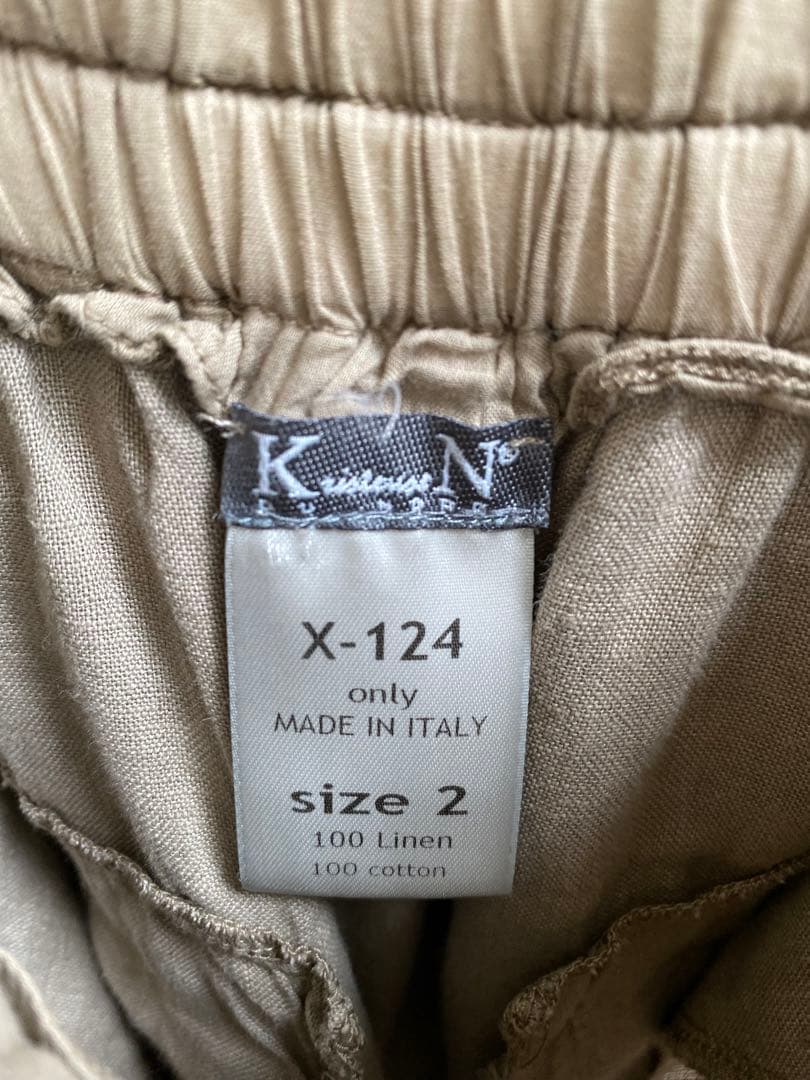 K N®
X-124
only
MADE IN ITALY
size 2
100 Linen
100 cotton